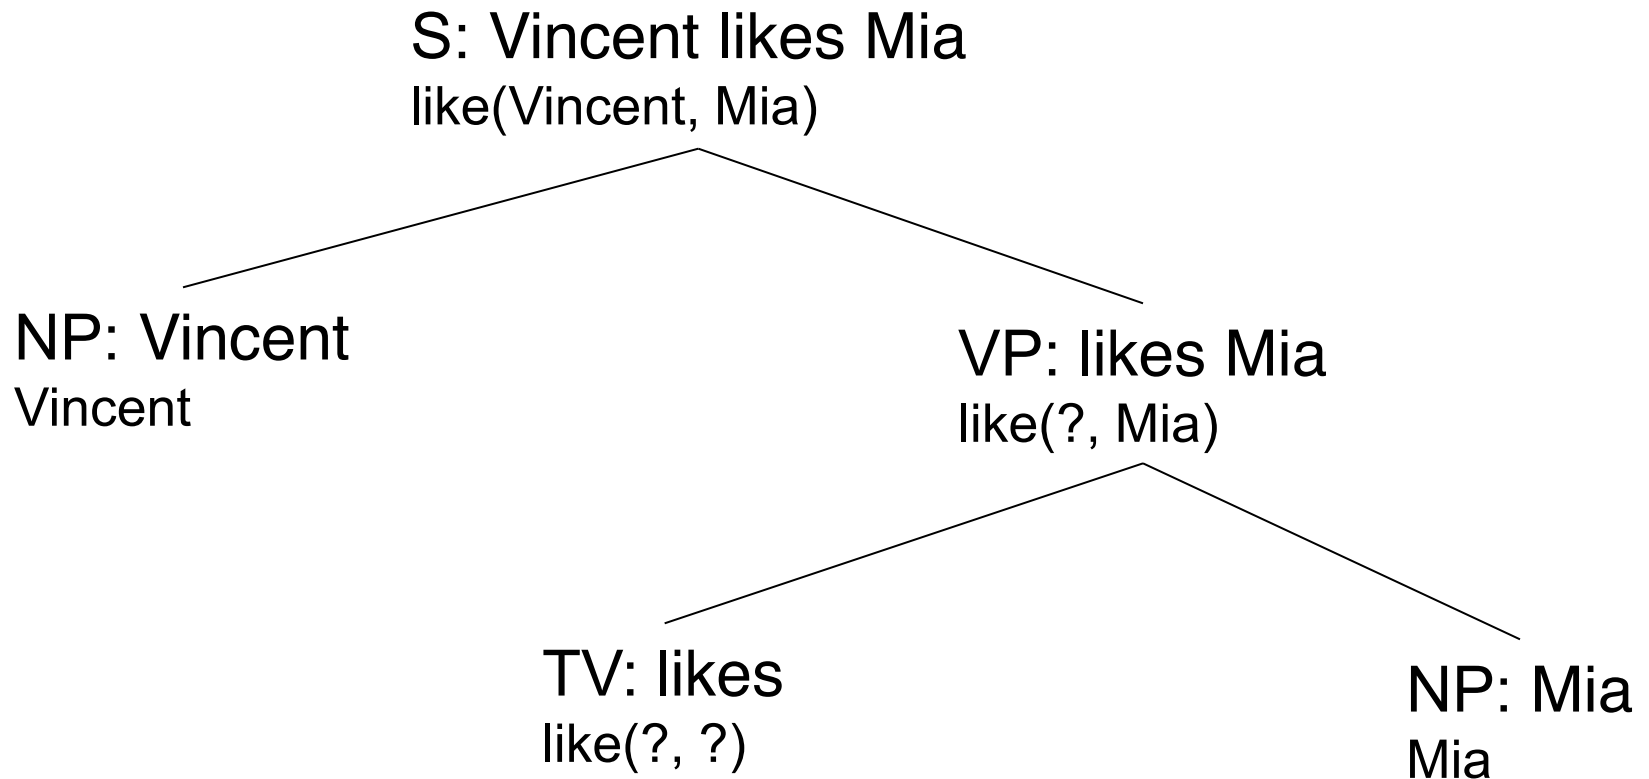 S: Vincent likes Mia
like(Vincent, Mia)
NP: Vincent
Vincent
VP: likes Mia
like(?, Mia)
TV: likes
like(?, ?)
NP: Mia
Mia